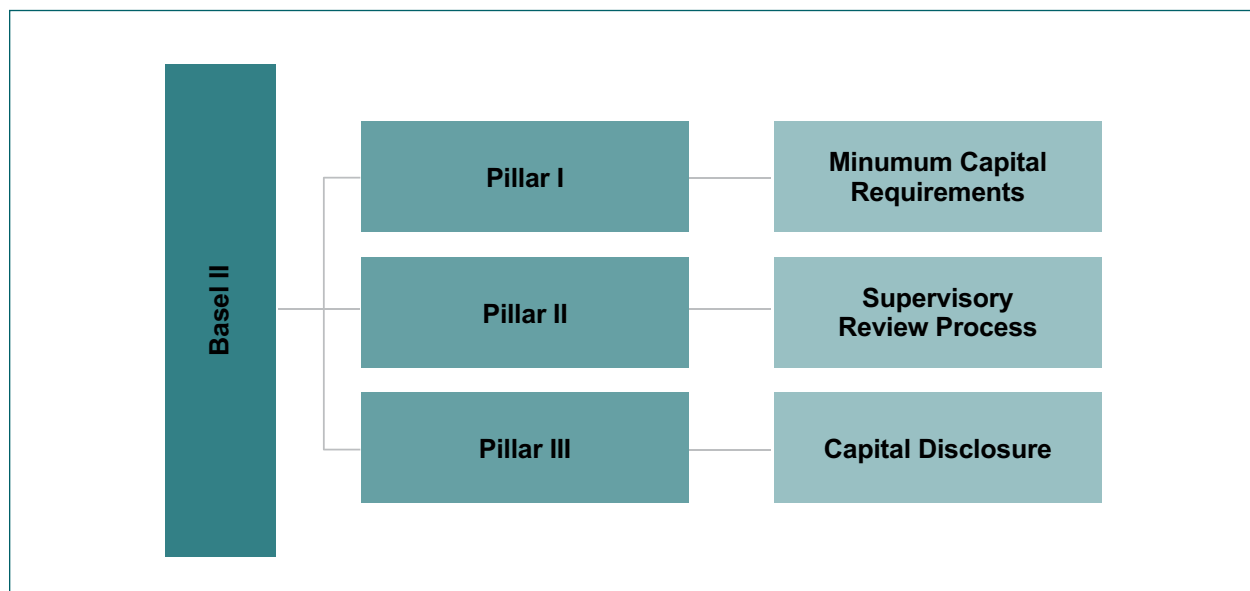 Basel II
Pillar I
Minumum Capital
Requirements
Pillar II
Supervisory
Review Process
Pillar III
Capital Disclosure